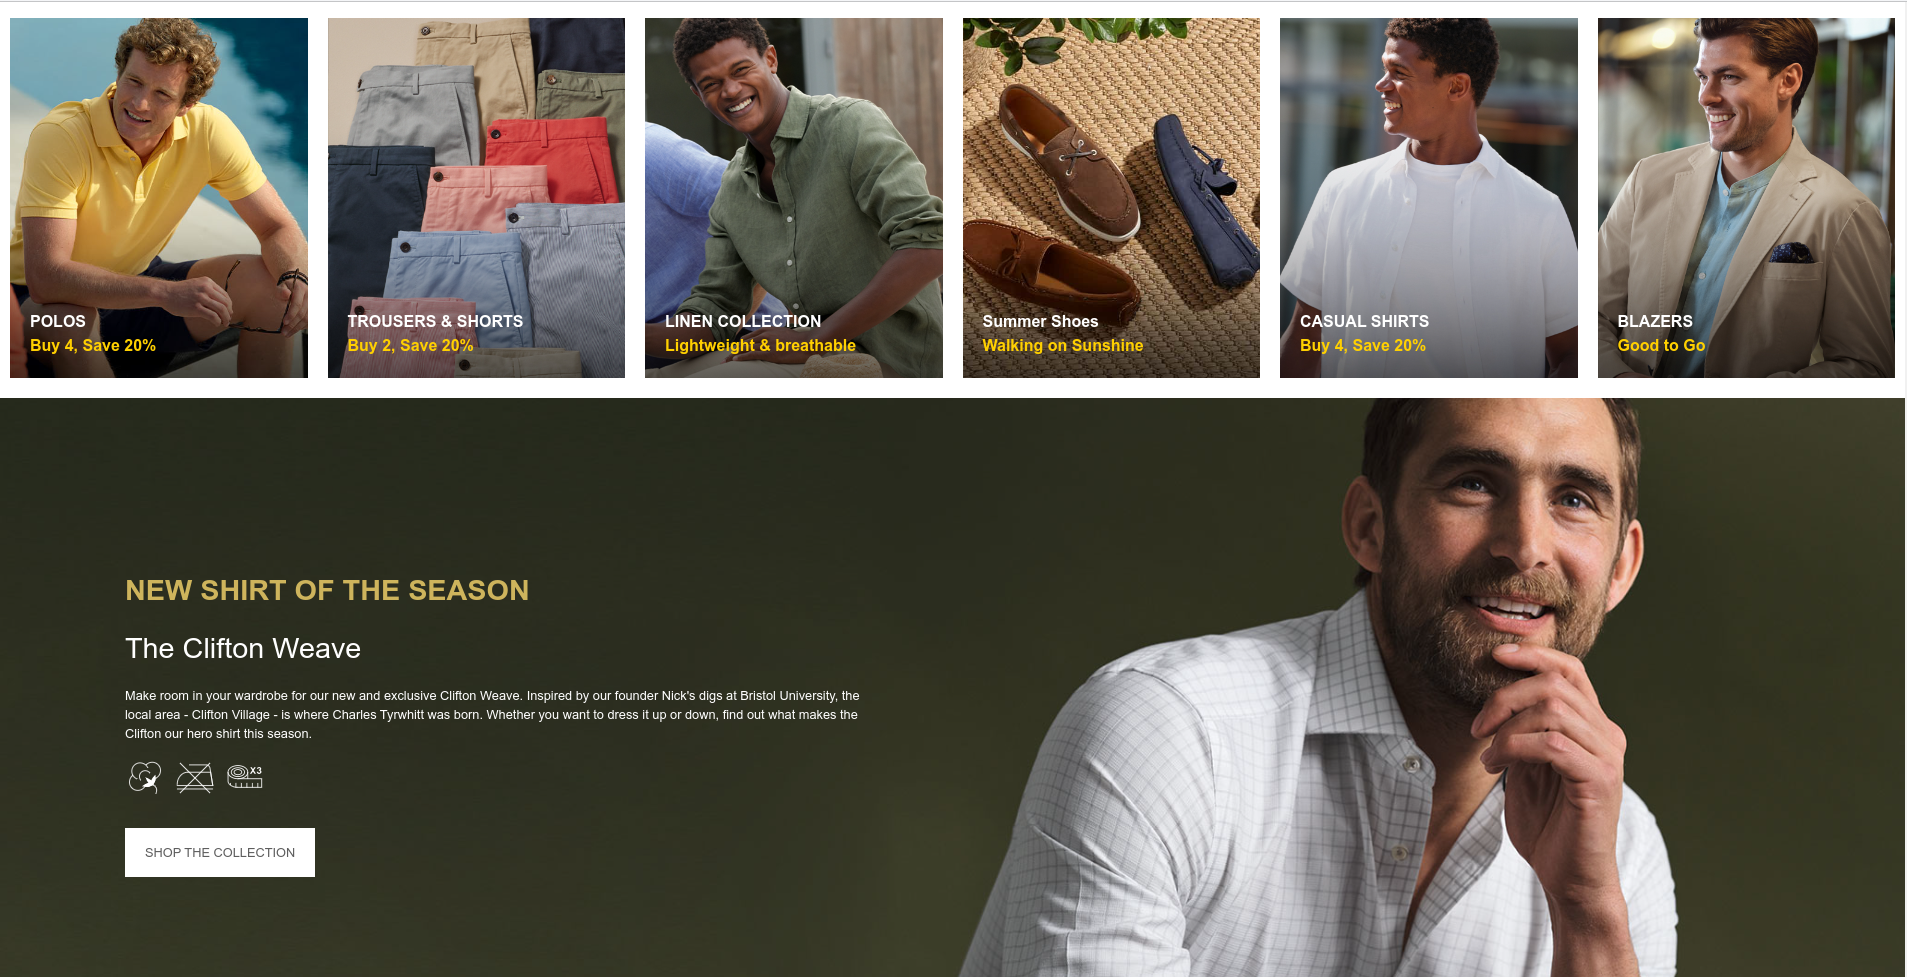 POLOS
Buy 4, Save 20%
TROUSERS & SHORTS
Buy 2, Save 20%
LINEN COLLECTION
Lightweight & breathable
Summer Shoes
Walking on Sunshine
CASUAL SHIRTS
Buy 4, Save 20%
BLAZERS
Good to Go
NEW SHIRT OF THE SEASON
The Clifton Weave
Make room in your wardrobe for our new and exclusive Clifton Weave. Inspired by our founder Nick's digs at Bristol University, the
local area - Clifton Village - is where Charles Tyrwhitt was born. Whether you want to dress it up or down, find out what makes the
Clifton our hero shirt this season.
X3
SHOP THE COLLECTION